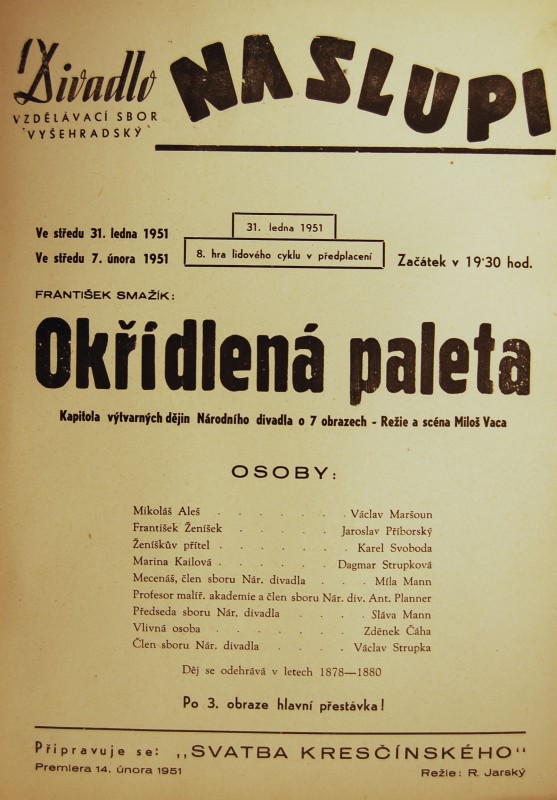 Divadlo NA SLUPI
VZDĚLÁVACÍ SBOR
"VYŠEHRADSKÝ"
Ve středu 31. ledna 1951
Ve středu 7. února 1951
31. ledna 1951
8. hra lidového cyklu v předplacení
Začátek v 19·30 hod.
FRANTIŠEK SMAŽÍK:
Okřídlená paleta
Kapitola výtvarných dějin Národního divadla o 7 obrazech - Režie a scéna Miloš Vaca
OSOBY:
Mikoláš Aleš . . . . . . . Václav Maršoun
František Ženíšek . . . . . Jaroslav Příborský
Ženíškův přítel . . . . . . . Karel Svoboda
Marina Kailová . . . . . . Dagmar Strupková
Mecenáš, člen sboru Nár. divadla . . . Míla Mann
Profesor malíř. akademie a člen sboru Nár. div. Ant. Planner
Předseda sboru Nár. divadla . . . . Sláva Mann
Vlivná osoba . . . . . . . Zděnek Čáha
Člen sboru Nár. divadla . . . . Václav Strupka
Děj se odehrává v letech 1878—1880
Po 3. obraze hlavní přestávka!
Připravuje se: „SVATBA KRESČÍNSKÉHO"
Premiera 14. února 1951
Režie: R. Jarský